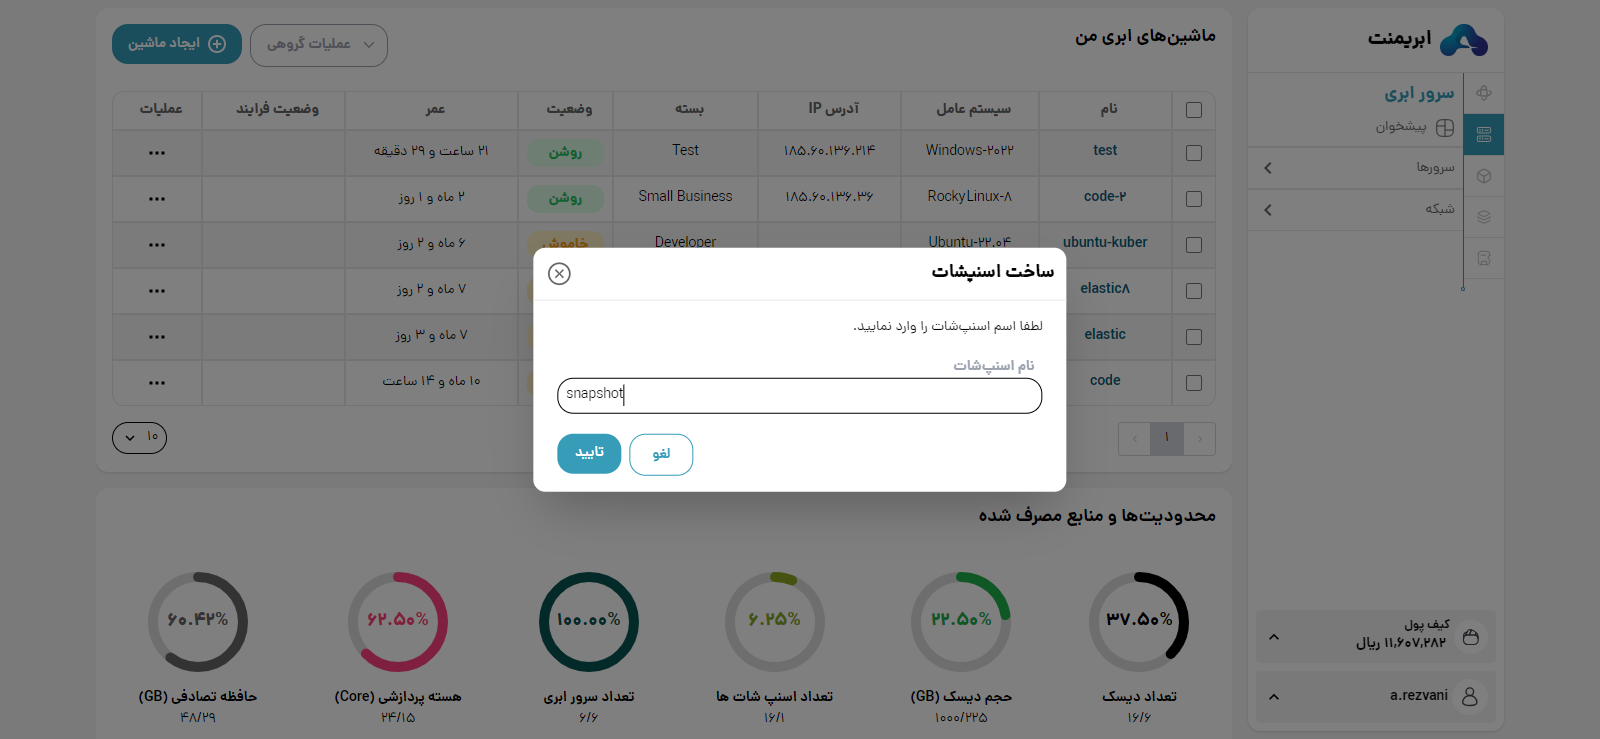 ابریمنت
سرور ابری
پیشخوان
سرورها
شبکه
کیف پول
۱۱,۶۰۷,۲۸۲ ریال
a.rezvani
ماشین‌های ابری من
عملیات گروهی
ایجاد ماشین
نام سیستم عامل آدرس IP بسته وضعیت عمر وضعیت فرایند عملیات
test Windows-۲۰۲۲ ۱۸۵.۶۰.۱۳۶.۲۱۴ Test روشن ۲۱ ساعت و ۲۹ دقیقه
code-۲ RockyLinux-۸ ۱۸۵.۶۰.۱۳۶.۳۶ Small Business روشن ۲ ماه و ۱ روز
ubuntu-kuber Ubuntu-۲۲.۰۴ Developer خاموش ۶ ماه و ۲ روز
elastic۸ ۷ ماه و ۲ روز
elastic ۷ ماه و ۳ روز
code ۱۰ ماه و ۱۴ ساعت
۱
۱۰
ساخت اسنپشات
لطفا اسم اسنپ‌شات را وارد نمایید.
نام اسنپ‌شات
snapshot
لغو
تایید
محدودیت‌ها و منابع مصرف شده
۳۷.۵۰% ۲۲.۵۰% ۶.۲۵% ۱۰۰.۰۰% ۶۲.۵۰% ۶۰.۴۲%
تعداد دیسک حجم دیسک (GB) تعداد اسنپ شات ها تعداد سرور ابری هسته پردازشی (Core) حافظه تصادفی (GB)
۱۶/۶ ۱۰۰۰/۲۲۵ ۱۶/۱ ۶/۶ ۲۴/۱۵ ۴۸/۲۹